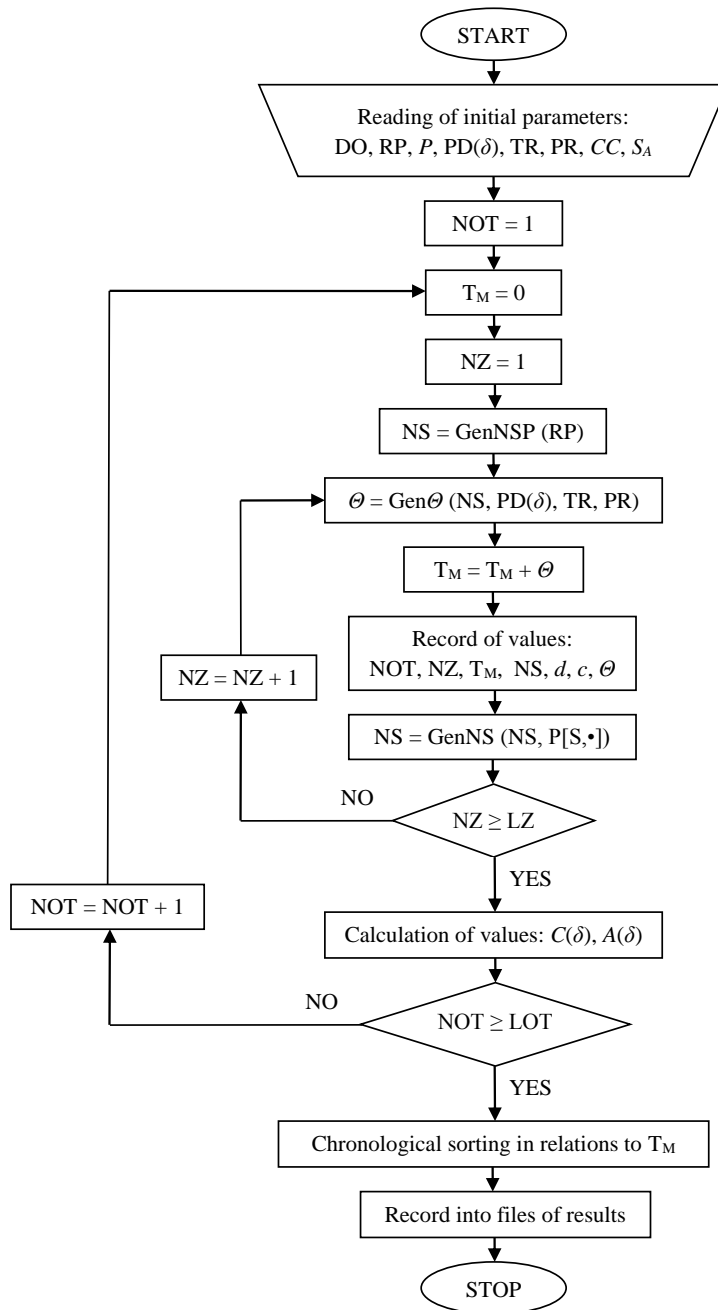 START
Reading of initial parameters:
DO, RP, P, PD(δ), TR, PR, CC, S_A
NOT = 1
T_M = 0
NZ = 1
NS = GenNSP (RP)
Θ = GenΘ (NS, PD(δ), TR, PR)
T_M = T_M + Θ
Record of values:
NOT, NZ, T_M, NS, d, c, Θ
NZ = NZ + 1
NS = GenNS (NS, P[S,•])
NO
NZ ≥ LZ
YES
NOT = NOT + 1
Calculation of values: C(δ), A(δ)
NO
NOT ≥ LOT
YES
Chronological sorting in relations to T_M
Record into files of results
STOP